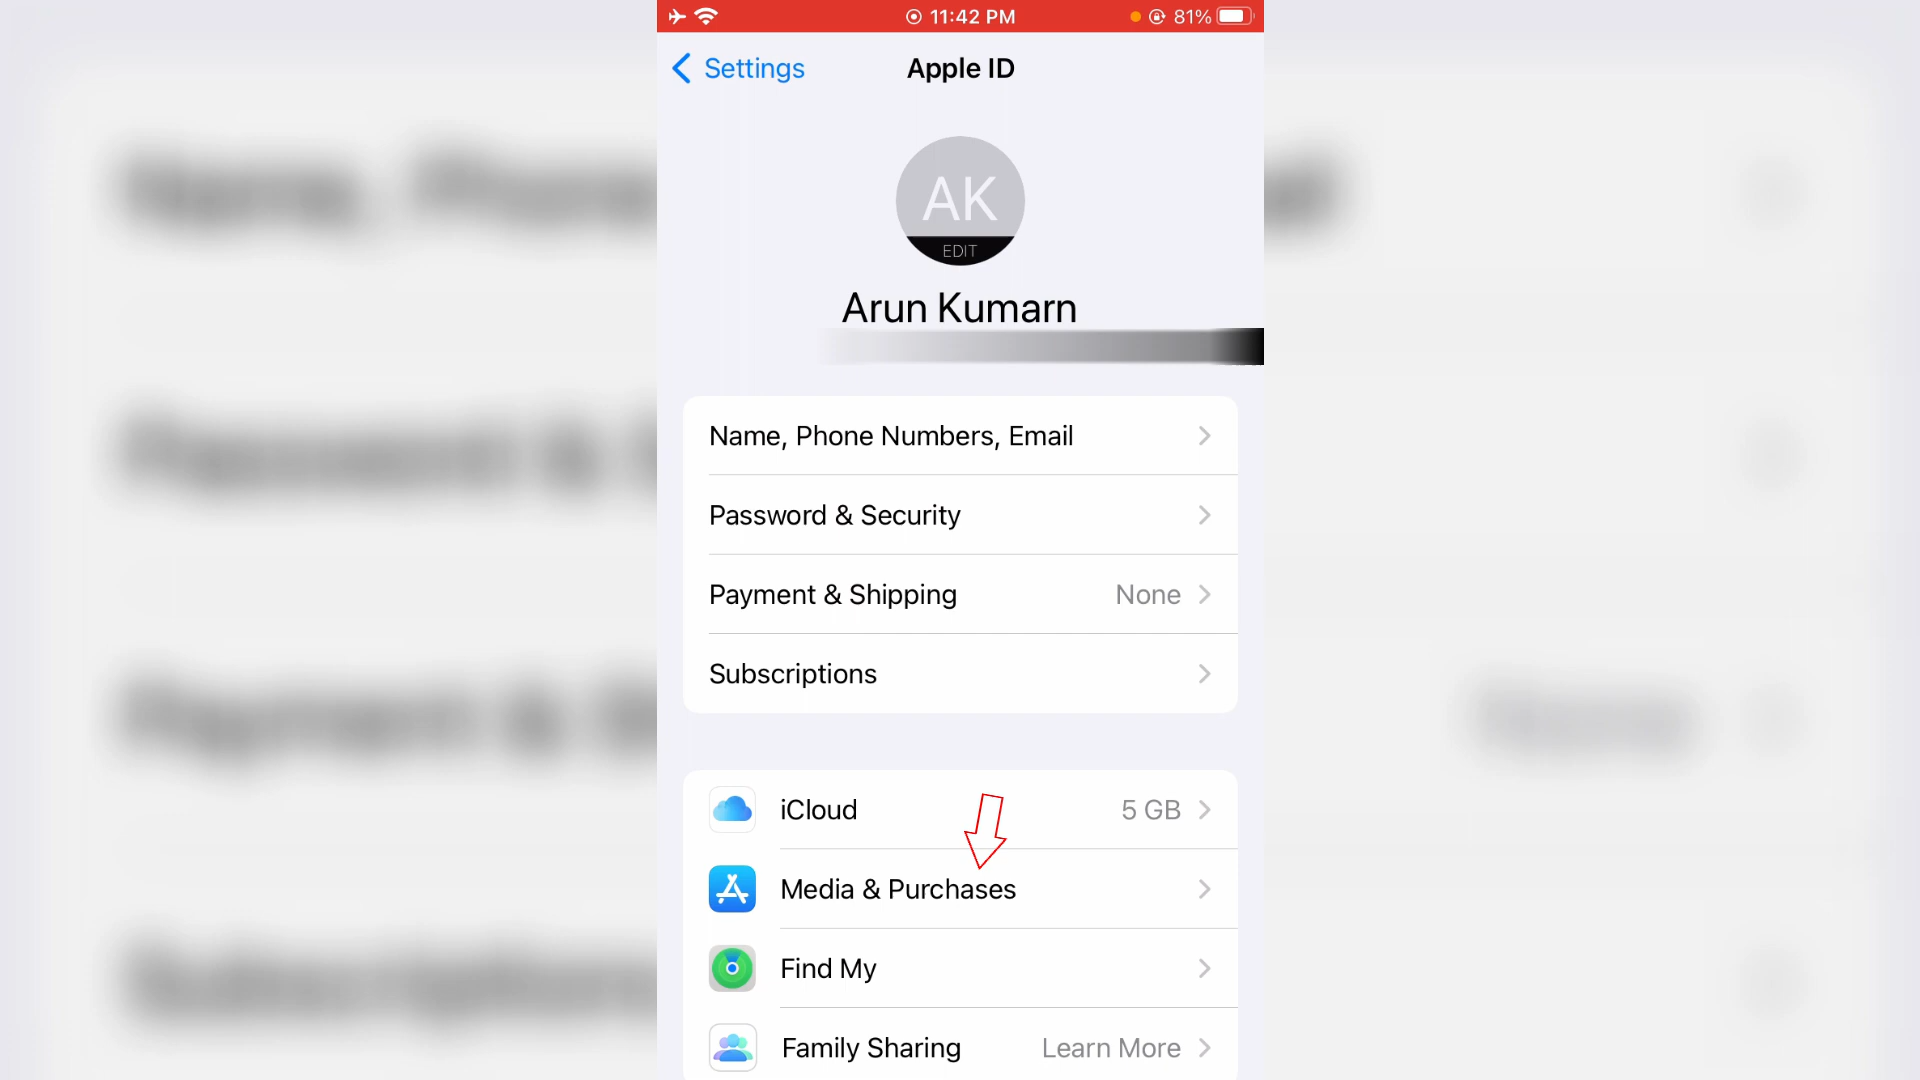 11:42 PM
81%
Settings
Apple ID
AK
EDIT
Arun Kumarn
Name, Phone Numbers, Email
Password & Security
Payment & Shipping None
Subscriptions
iCloud 5 GB
Media & Purchases
Find My
Family Sharing Learn More